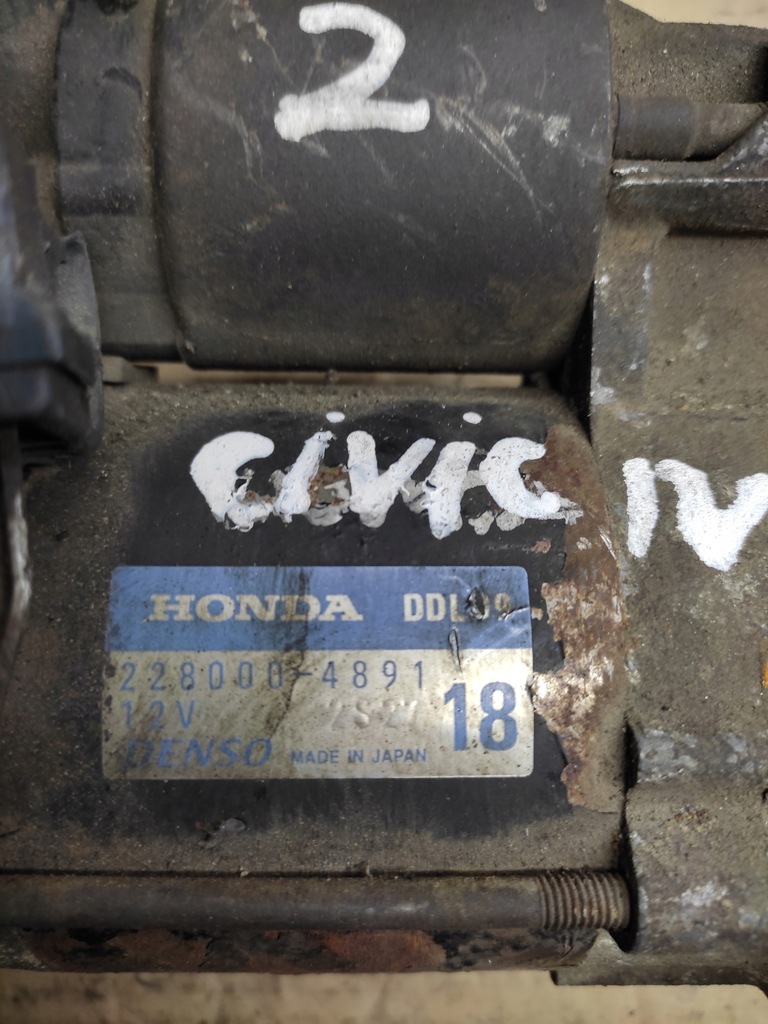 2
CIVIC IV
HONDA
228000-4891
12V
18
DENSO MADE IN JAPAN